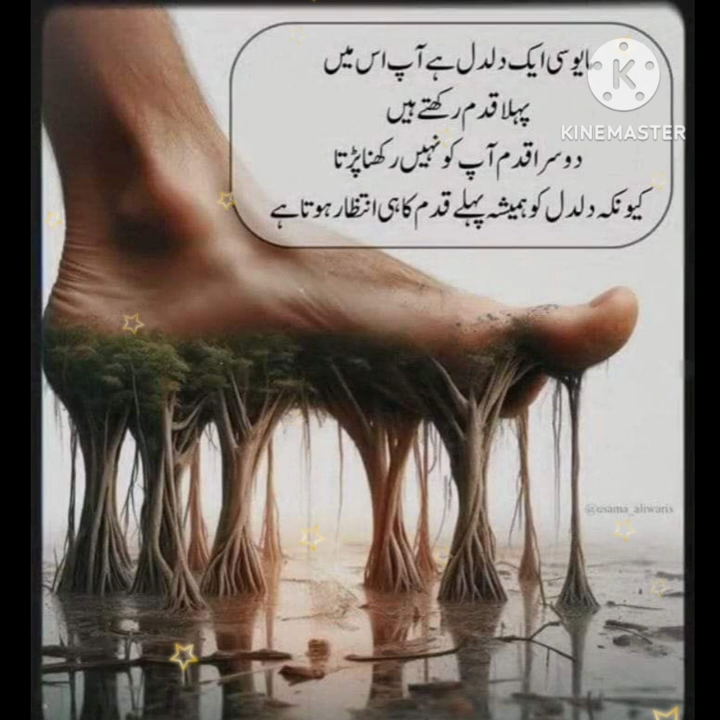 مایوسی ایک دلدل ہے آپ اس میں
پہلا قدم رکھتے ہیں
دوسرا قدم آپ کو نہیں رکھنا پڑتا
کیونکہ دلدل کو ہمیشہ پہلے قدم کا ہی انتظار ہوتا ہے
K
KINEMASTER
@usama_aliwaris